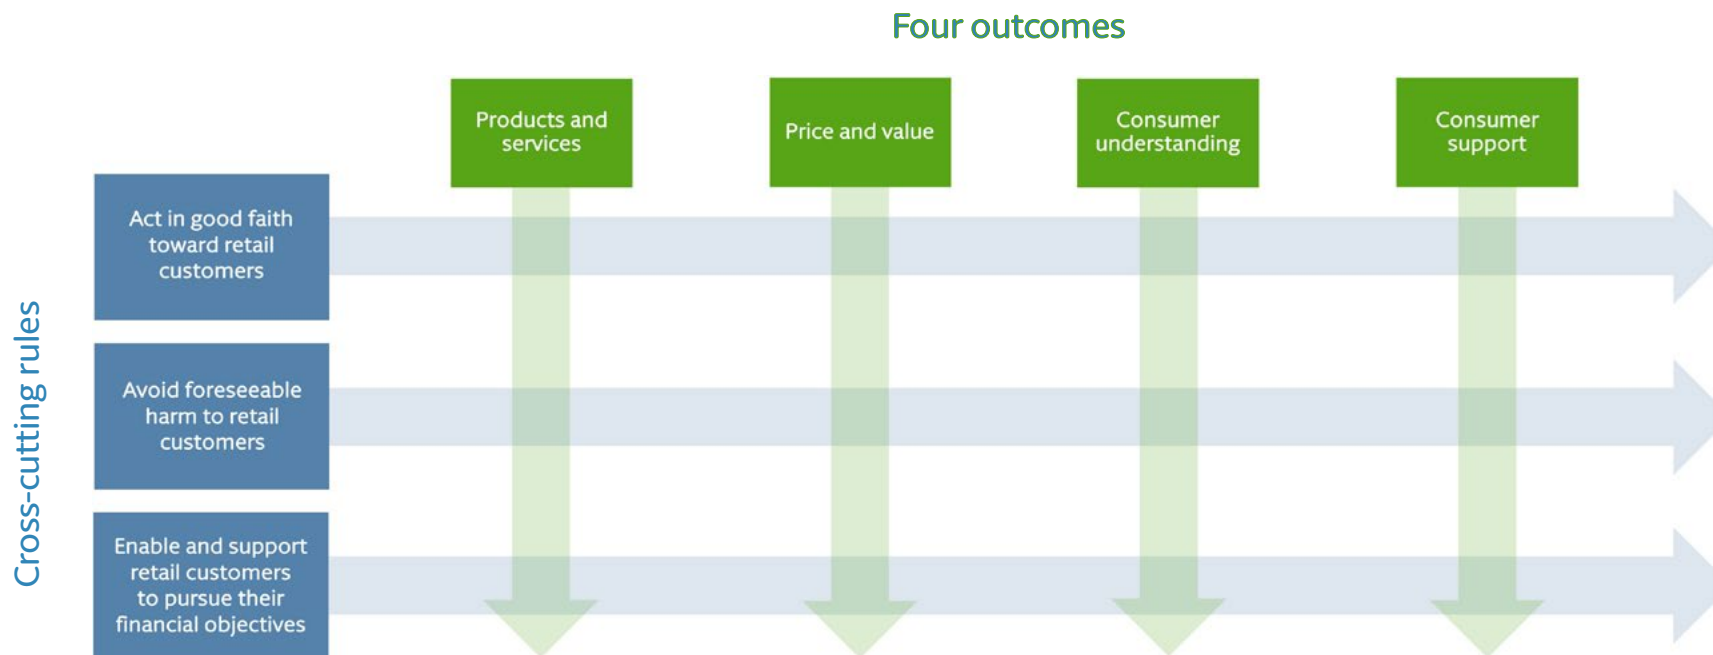 Four outcomes
Products and
services
Price and value
Consumer
understanding
Consumer
support
Cross-cutting rules
Act in good faith
toward retail
customers
Avoid foreseeable
harm to retail
customers
Enable and support
retail customers
to pursue their
financial objectives